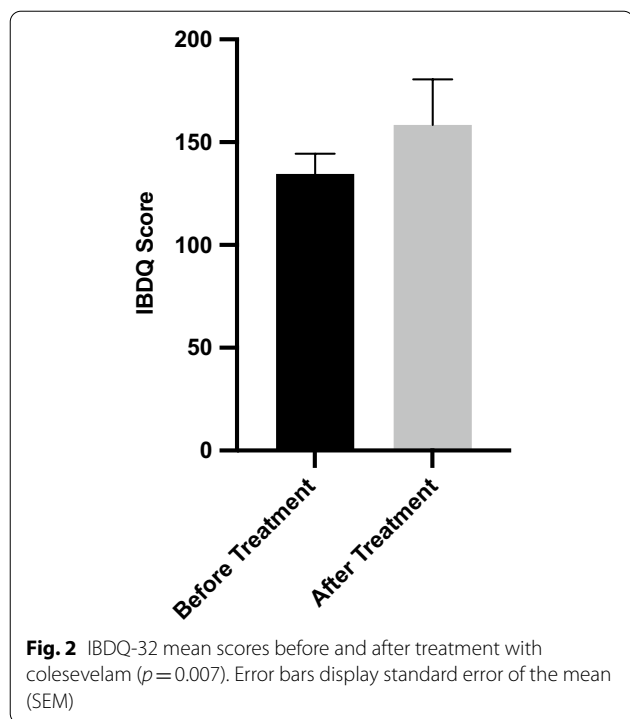 200
150
100
50
0
IBDQ Score
Before Treatment
After Treatment
Fig. 2 IBDQ-32 mean scores before and after treatment with
colesevelam (p = 0.007). Error bars display standard error of the mean
(SEM)